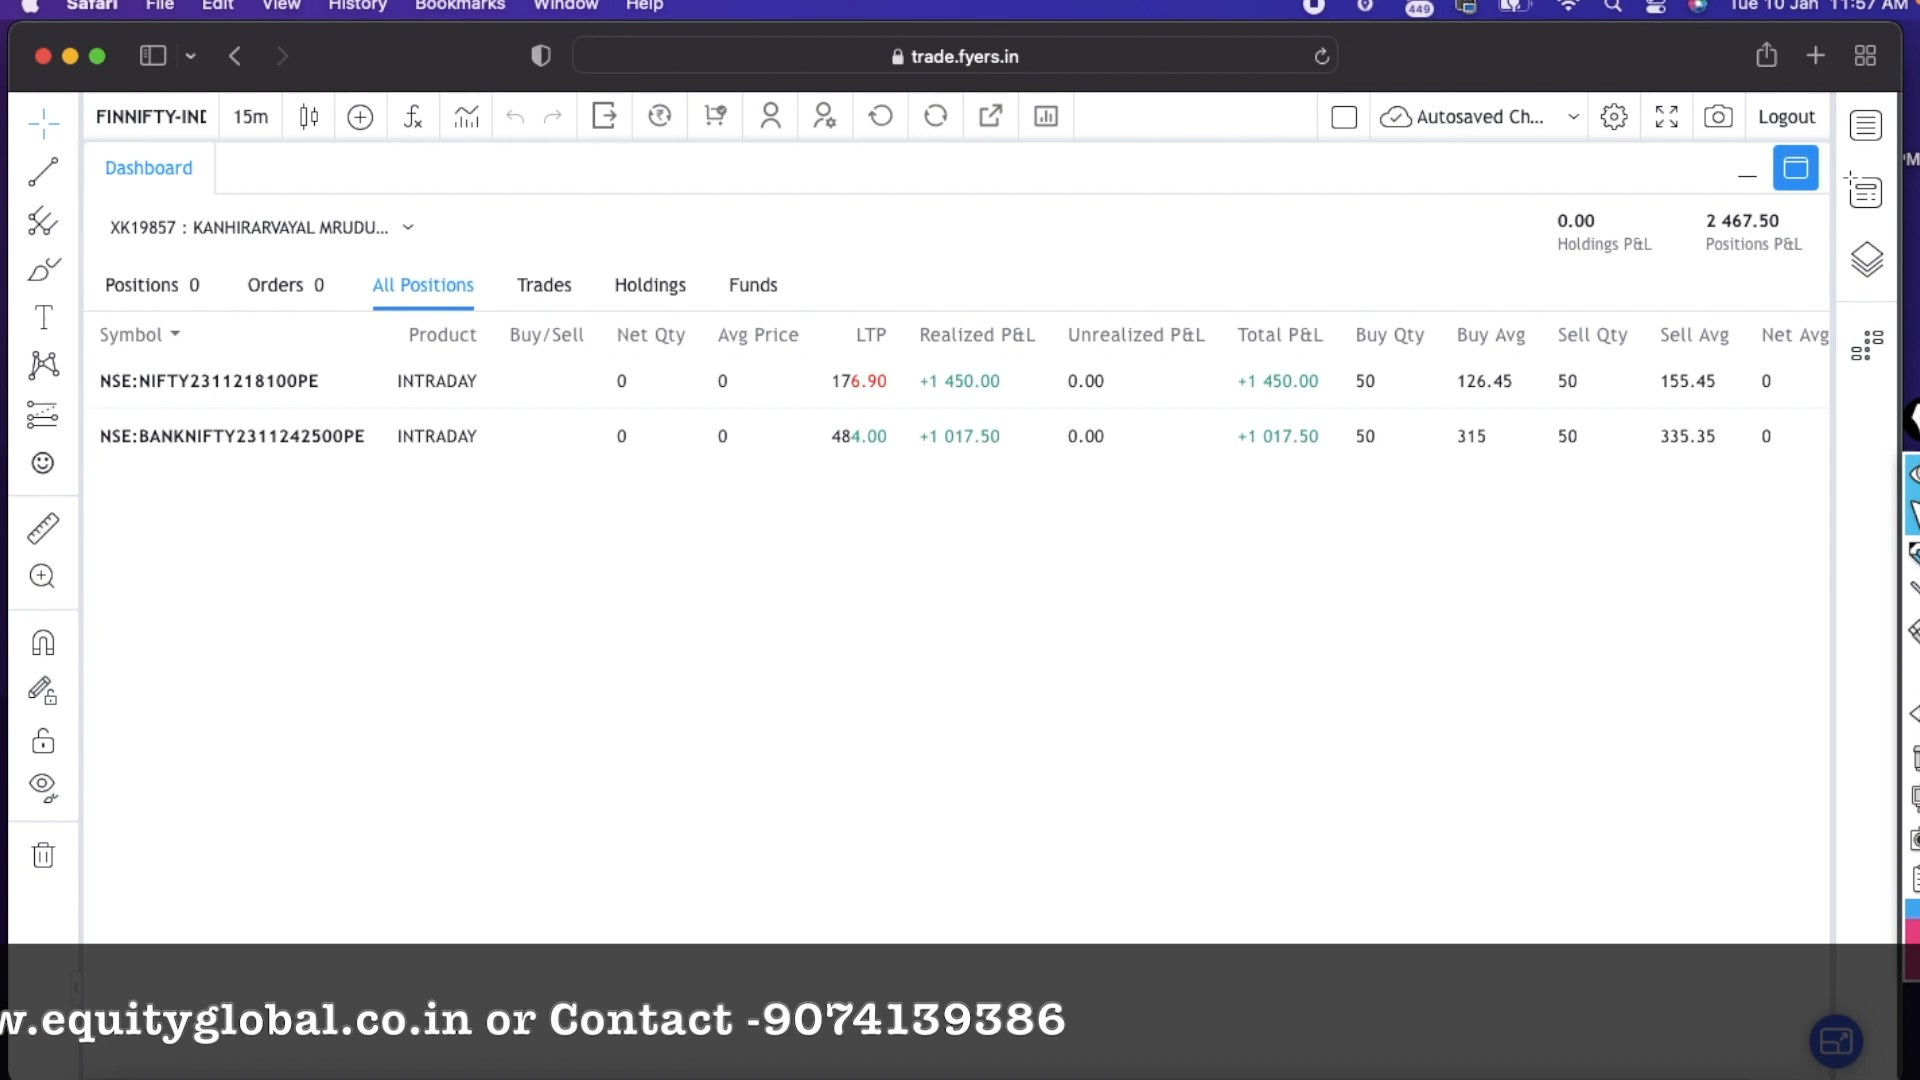 Safari File Edit View History Bookmarks Window Help 449 Tue 10 Jan 11:57 AM
trade.fyers.in
FINNIFTY-IND 15m Autosaved Ch... Logout
Dashboard
XK19857 : KANHIRARVAYAL MRUDU...
0.00 2 467.50
Holdings P&L Positions P&L
Positions 0 Orders 0 All Positions Trades Holdings Funds
Symbol Product Buy/Sell Net Qty Avg Price LTP Realized P&L Unrealized P&L Total P&L Buy Qty Buy Avg Sell Qty Sell Avg Net Avg
NSE:NIFTY2311218100PE INTRADAY 0 0 176.90 +1 450.00 0.00 +1 450.00 50 126.45 50 155.45 0
NSE:BANKNIFTY2311242500PE INTRADAY 0 0 484.00 +1 017.50 0.00 +1 017.50 50 315 50 335.35 0
w.equityglobal.co.in or Contact -9074139386